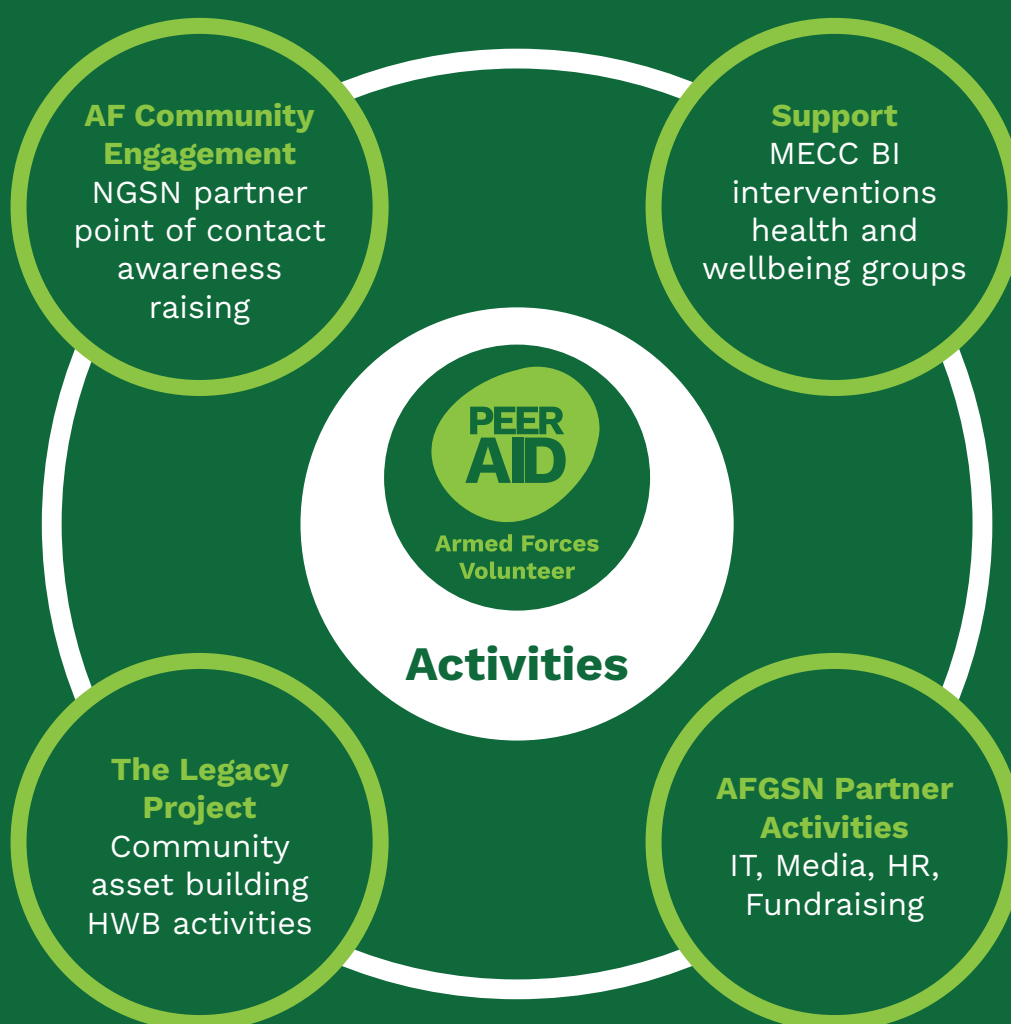 AF Community
Engagement
NGSN partner
point of contact
awareness
raising
Support
MECC BI
interventions
health and
wellbeing groups
PEER
AID
Armed Forces
Volunteer
Activities
The Legacy
Project
Community
asset building
HWB activities
AFGSN Partner
Activities
IT, Media, HR,
Fundraising